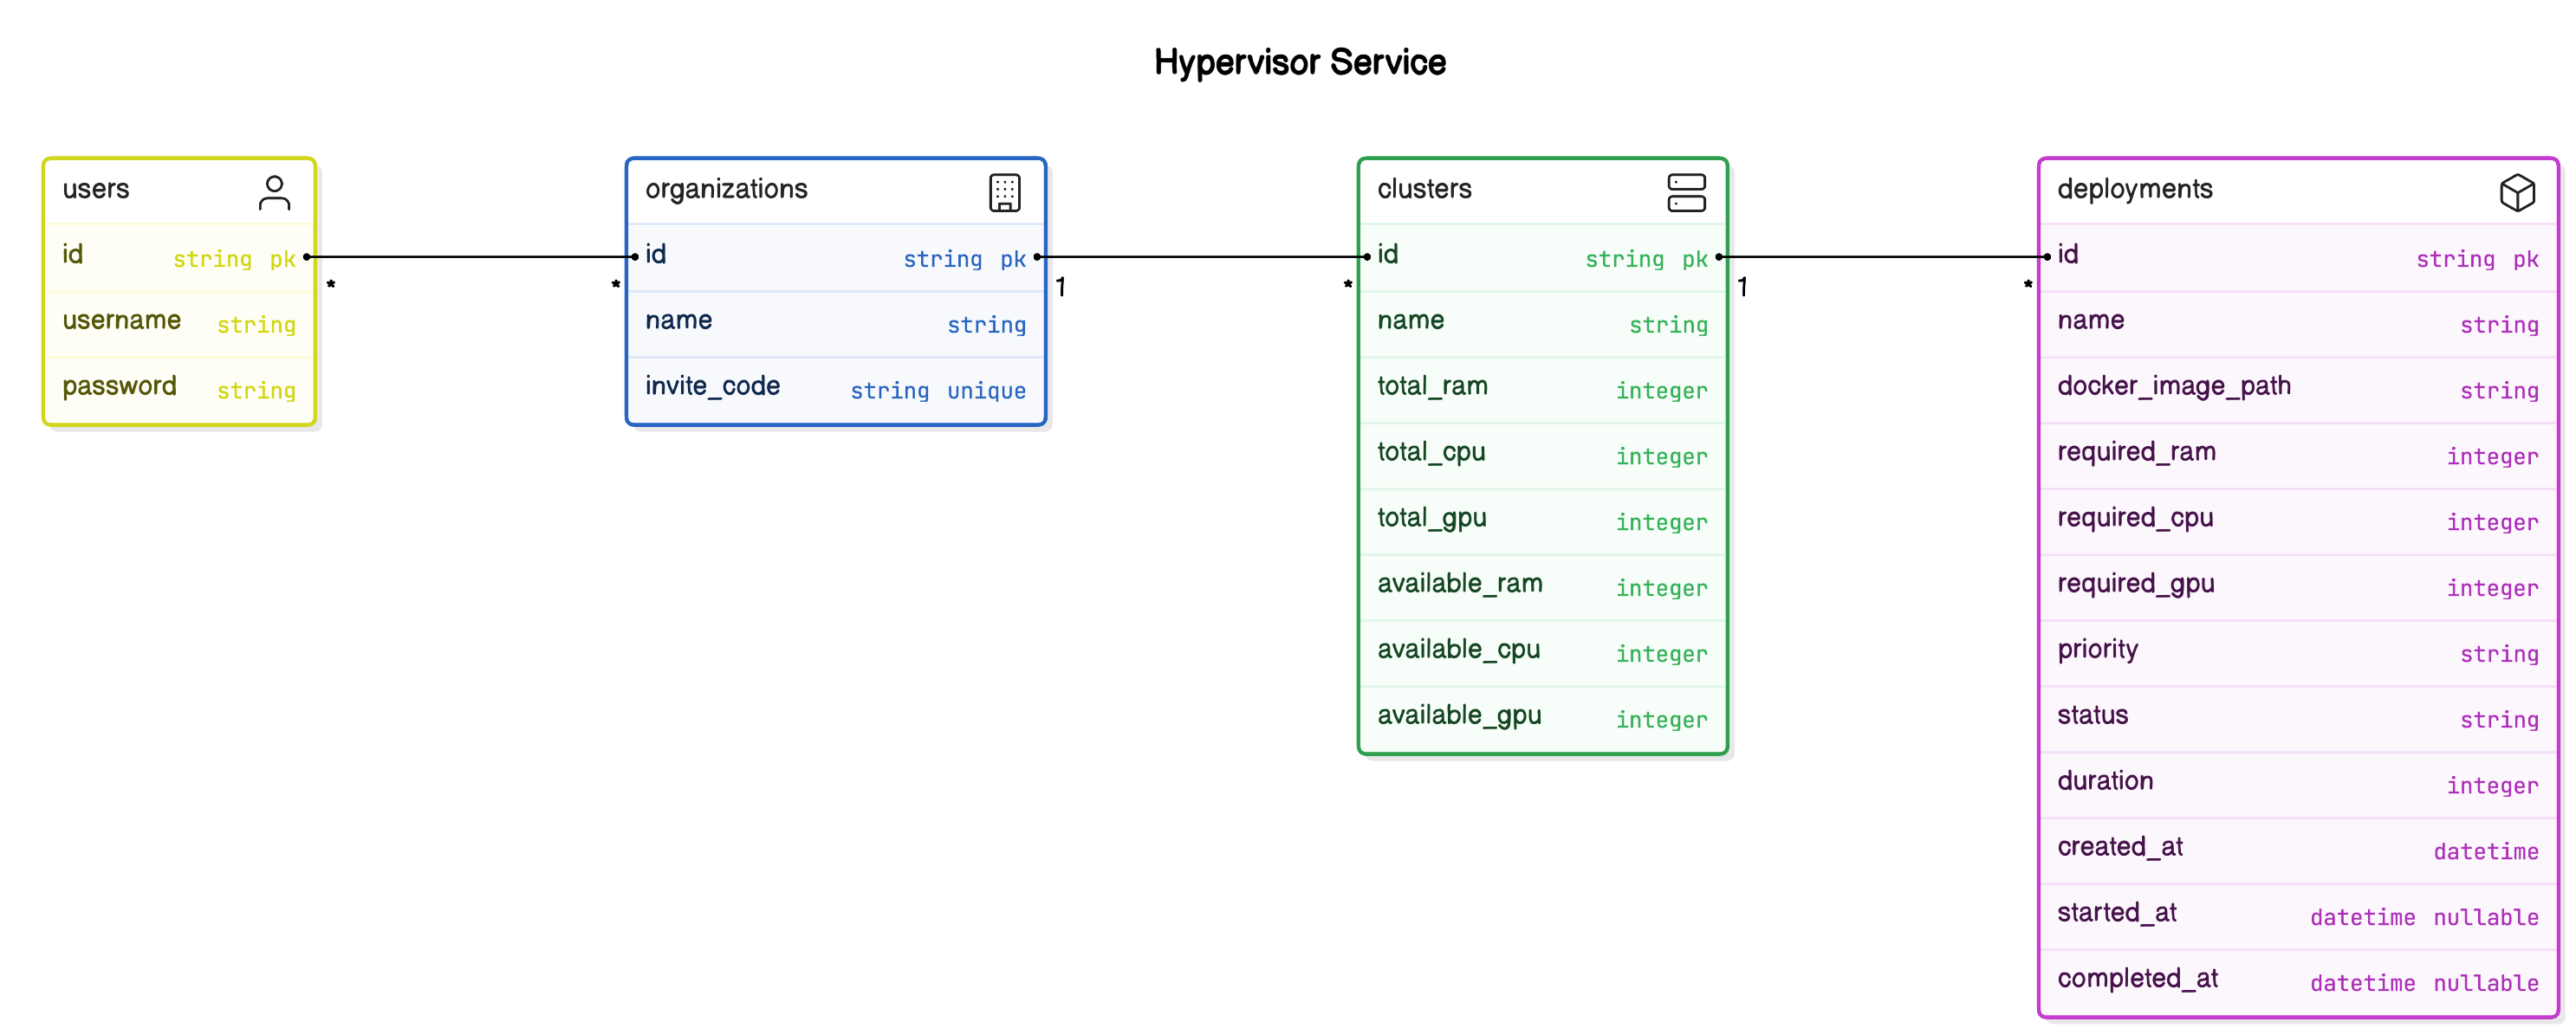 Hypervisor Service
users
id string pk
username string
password string
* *
organizations
id string pk
name string
invite_code string unique
1 *
clusters
id string pk
name string
total_ram integer
total_cpu integer
total_gpu integer
available_ram integer
available_cpu integer
available_gpu integer
1 *
deployments
id string pk
name string
docker_image_path string
required_ram integer
required_cpu integer
required_gpu integer
priority string
status string
duration integer
created_at datetime
started_at datetime nullable
completed_at datetime nullable